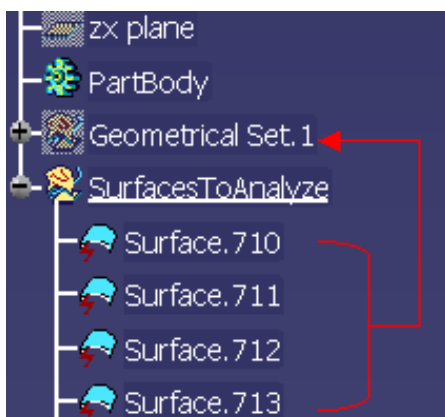 zx plane
PartBody
Geometrical Set.1
SurfacesToAnalyze
Surface.710
Surface.711
Surface.712
Surface.713